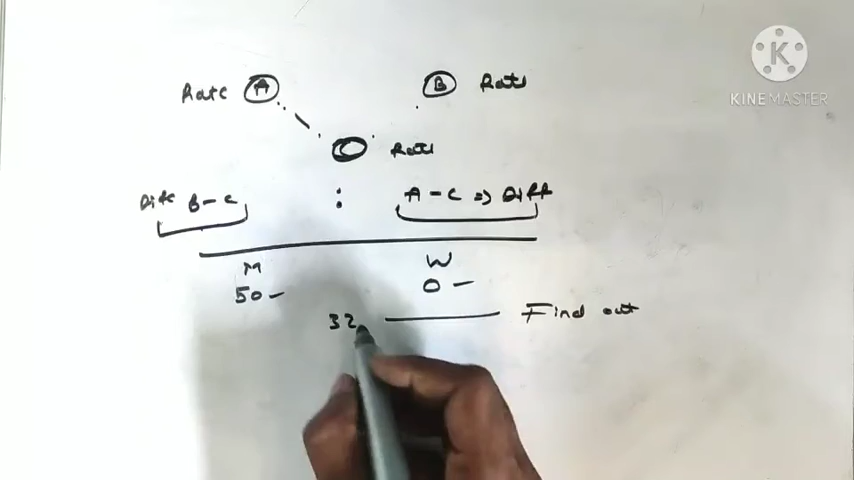 Rate A B Rate
KINEMASTER
C Rate
Diff B-C : A-C => Diff
M W
50- 0-
32 Find out